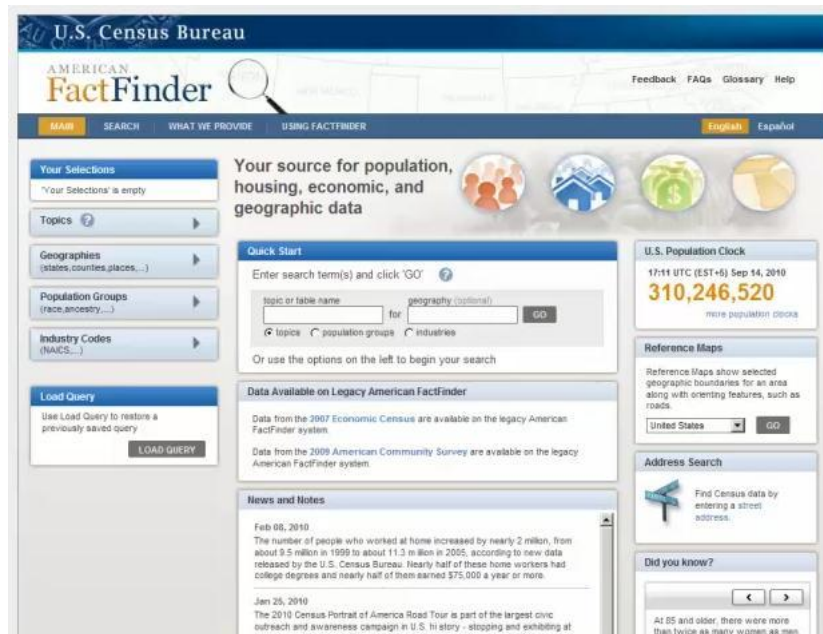 U.S. Census Bureau
AMERICAN
FactFinder
Feedback FAQs Glossary Help
MAIN SEARCH WHAT WE PROVIDE USING FACTFINDER
English Español
Your Selections
'Your Selections' is empty
Topics ?
Geographies
(states,counties,places,...)
Population Groups
(race,ancestry,...)
Industry Codes
(NAICS,...)
Load Query
Use Load Query to restore a
previously saved query
LOAD QUERY
Your source for population,
housing, economic, and
geographic data
Quick Start
Enter search term(s) and click 'GO' ?
topic or table name
geography (optional)
for
GO
topics population groups industries
Or use the options on the left to begin your search
Data Available on Legacy American FactFinder
Data from the 2007 Economic Census are available on the legacy American
FactFinder system.
Data from the 2009 American Community Survey are available on the legacy
American FactFinder system.
News and Notes
Feb 08, 2010
The number of people who worked at home increased by nearly 2 million, from
about 9.5 million in 1999 to about 11.3 m illion in 2005, according to new data
released by the U.S. Census Bureau. Nearly half of these home workers had
college degrees and nearly half of them earned $75,000 a year or more.
Jan 25, 2010
The 2010 Census Portrait of America Road Tour is part of the largest civic
outreach and awareness campaign in U.S. hi story - stopping and exhibiting at
U.S. Population Clock
17:11 UTC (EST+5) Sep 14, 2010
310,246,520
more population clocks
Reference Maps
Reference Maps show selected
geographic boundaries for an area
along with orienting features, such as
roads.
United States
GO
Address Search
Find Census data by
entering a street
address.
Did you know?
At 85 and older, there were more
than twice as many women as men